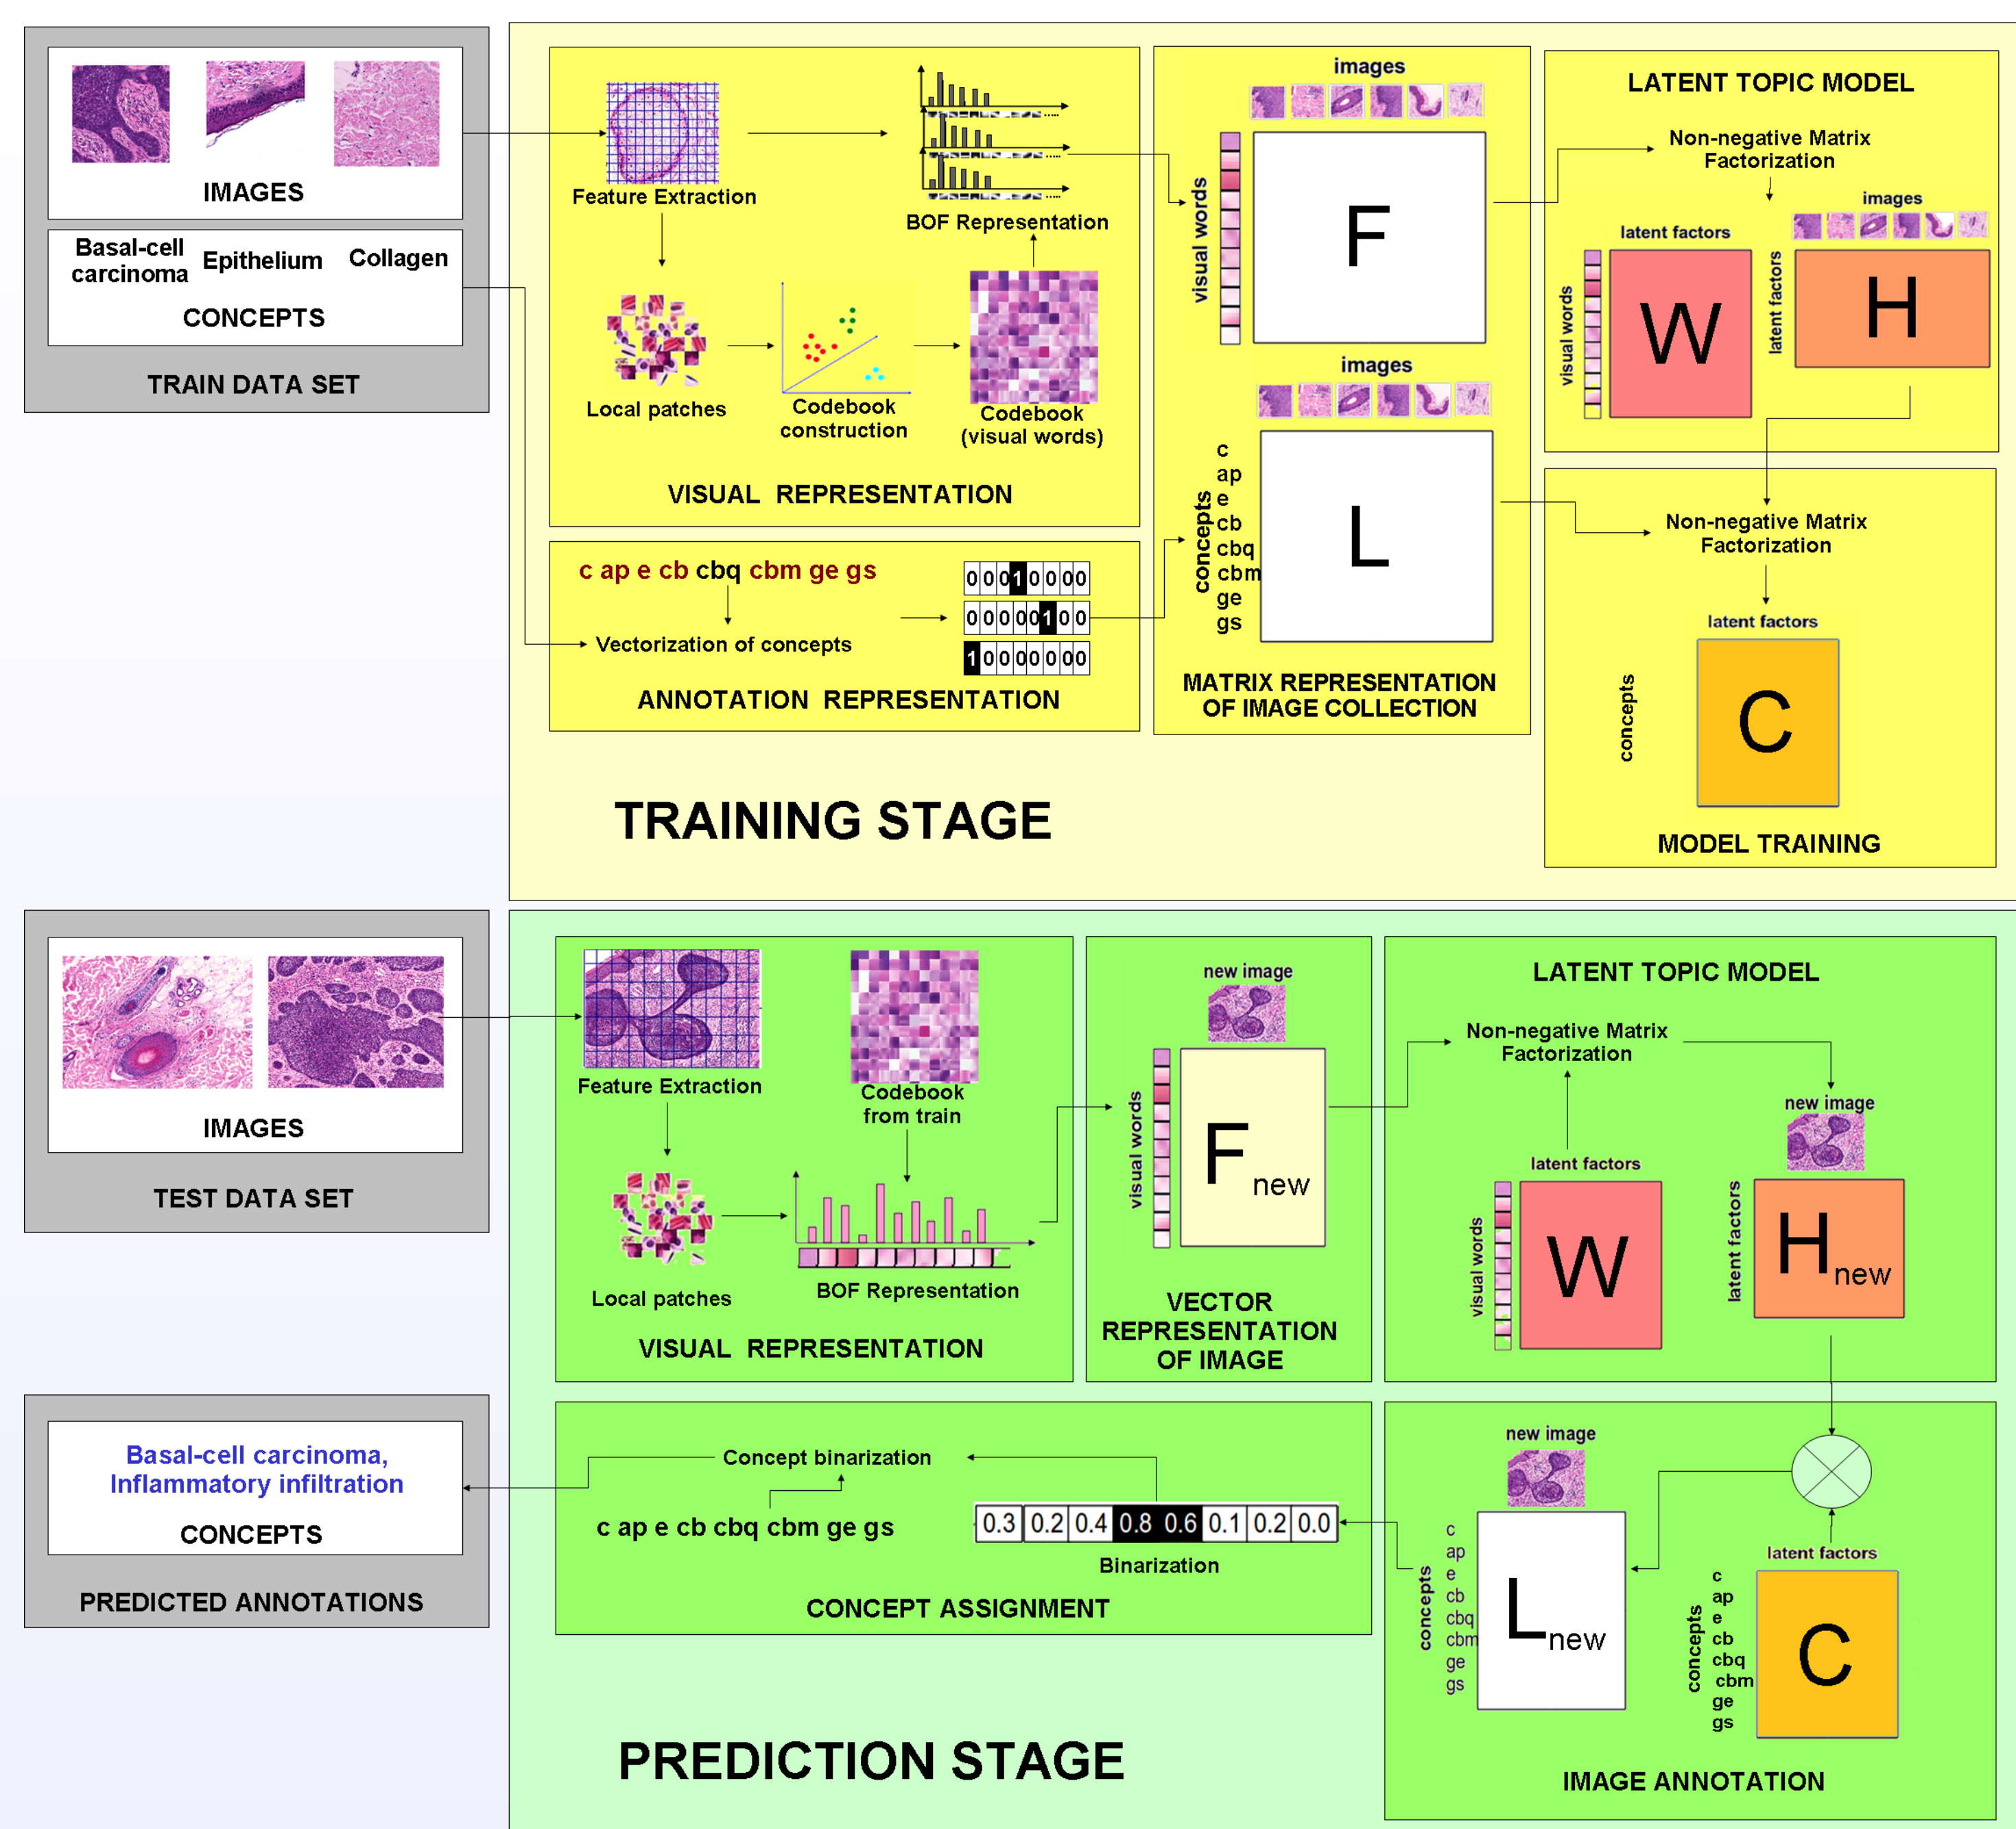 IMAGES
Basal-cell
carcinoma
Epithelium
Collagen
CONCEPTS
TRAIN DATA SET
Feature Extraction
BOF Representation
Local patches
Codebook
construction
Codebook
(visual words)
VISUAL REPRESENTATION
c ap e cb cbq cbm ge gs
Vectorization of concepts
0 0 0 1 0 0 0 0
0 0 0 0 0 1 0 0
1 0 0 0 0 0 0 0
ANNOTATION REPRESENTATION
images
visual words
F
images
concepts
c
ap
e
cb
cbq
cbm
ge
gs
L
MATRIX REPRESENTATION
OF IMAGE COLLECTION
LATENT TOPIC MODEL
Non-negative Matrix
Factorization
latent factors
visual words
W
images
latent factors
H
Non-negative Matrix
Factorization
latent factors
concepts
C
MODEL TRAINING
TRAINING STAGE
IMAGES
TEST DATA SET
Feature Extraction
Codebook
from train
Local patches
BOF Representation
VISUAL REPRESENTATION
new image
visual words
F new
VECTOR
REPRESENTATION
OF IMAGE
LATENT TOPIC MODEL
Non-negative Matrix
Factorization
latent factors
visual words
W
new image
latent factors
H new
Basal-cell carcinoma,
Inflammatory infiltration
CONCEPTS
PREDICTED ANNOTATIONS
Concept binarization
c ap e cb cbq cbm ge gs
0.3 0.2 0.4 0.8 0.6 0.1 0.2 0.0
Binarization
CONCEPT ASSIGNMENT
new image
concepts
c
ap
e
cb
cbq
cbm
ge
gs
L new
latent factors
concepts
c
ap
e
cb
cbq
cbm
ge
gs
C
IMAGE ANNOTATION
PREDICTION STAGE